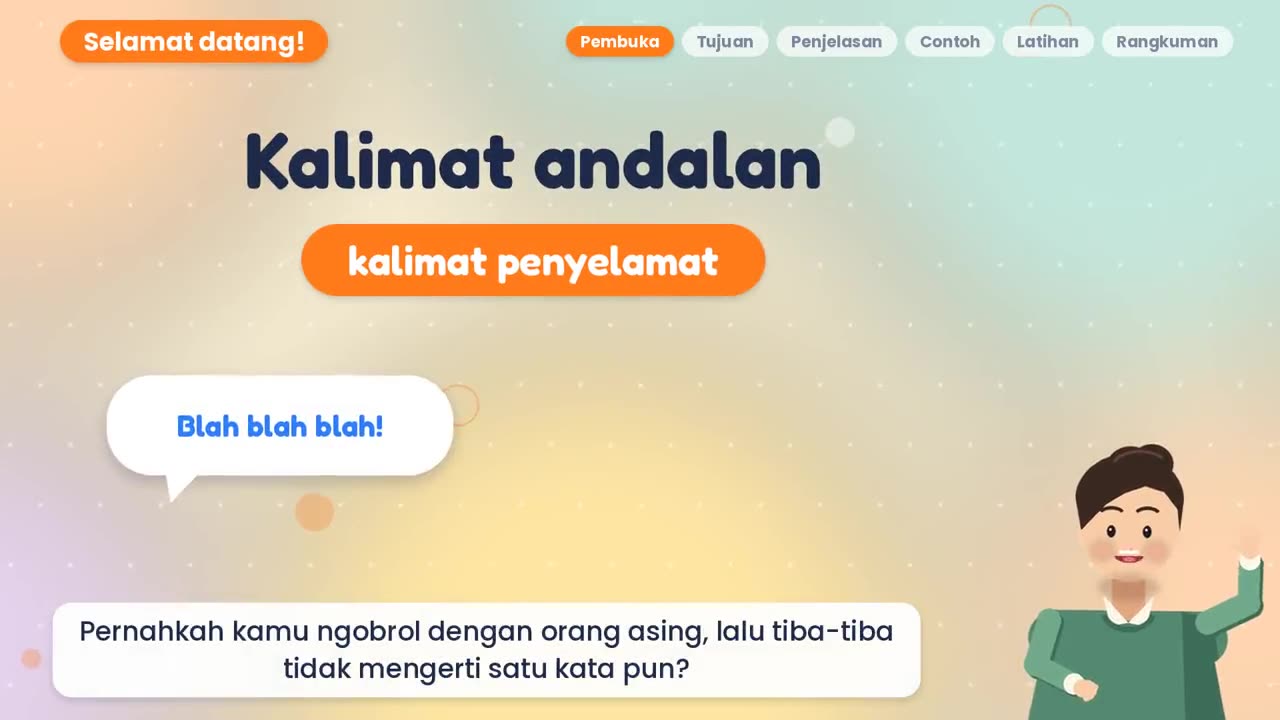 Selamat datang!
Pembuka
Tujuan
Penjelasan
Contoh
Latihan
Rangkuman
Kalimat andalan
kalimat penyelamat
Blah blah blah!
Pernahkah kamu ngobrol dengan orang asing, lalu tiba-tiba
tidak mengerti satu kata pun?